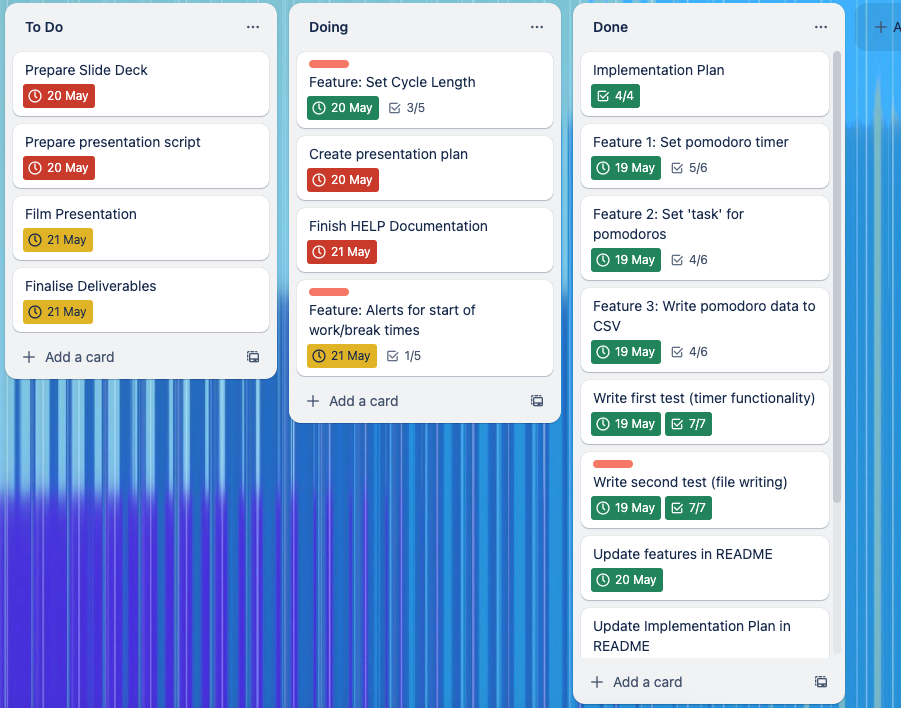 To Do
Prepare Slide Deck
20 May
Prepare presentation script
20 May
Film Presentation
21 May
Finalise Deliverables
21 May
Add a card
Doing
Feature: Set Cycle Length
20 May 3/5
Create presentation plan
20 May
Finish HELP Documentation
21 May
Feature: Alerts for start of
work/break times
21 May 1/5
Add a card
Done
Implementation Plan
4/4
Feature 1: Set pomodoro timer
19 May 5/6
Feature 2: Set 'task' for
pomodoros
19 May 4/6
Feature 3: Write pomodoro data to
CSV
19 May 4/6
Write first test (timer functionality)
19 May 7/7
Write second test (file writing)
19 May 7/7
Update features in README
20 May
Update Implementation Plan in
README
Add a card